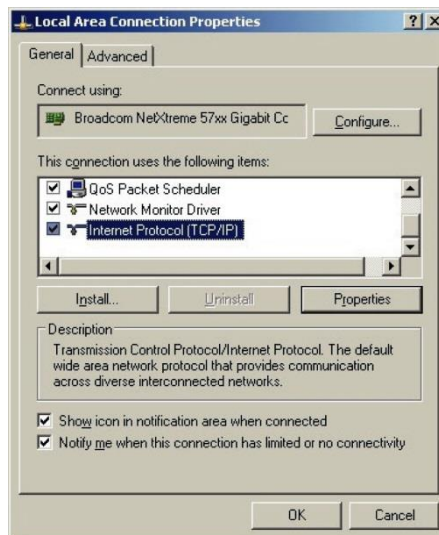 Local Area Connection Properties
General Advanced
Connect using:
Broadcom NetXtreme 57xx Gigabit Cc
Configure...
This connection uses the following items:
QoS Packet Scheduler
Network Monitor Driver
Internet Protocol (TCP/IP)
Install... Uninstall Properties
Description
Transmission Control Protocol/Internet Protocol. The default
wide area network protocol that provides communication
across diverse interconnected networks.
Show icon in notification area when connected
Notify me when this connection has limited or no connectivity
OK Cancel